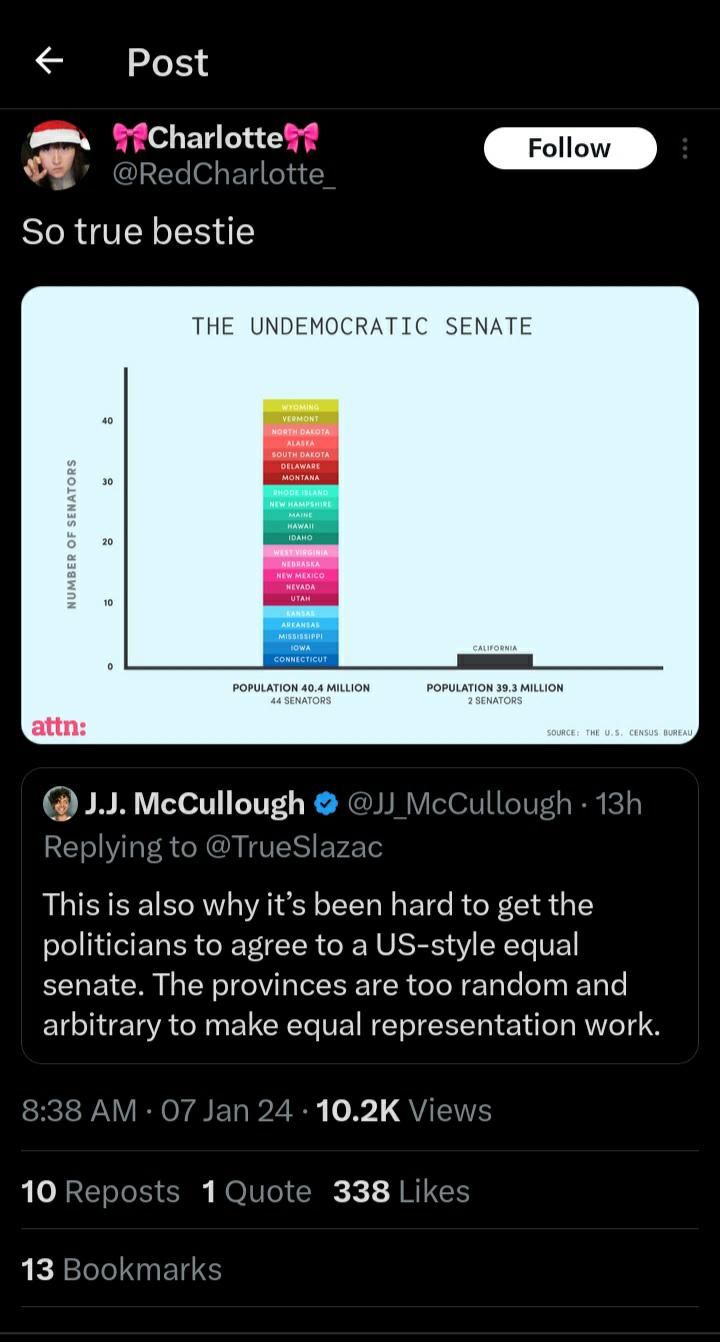 Post
🎀Charlotte🎀
@RedCharlotte_
Follow
So true bestie
THE UNDEMOCRATIC SENATE
NUMBER OF SENATORS
40
30
20
10
0
WYOMING
VERMONT
NORTH DAKOTA
ALASKA
SOUTH DAKOTA
DELAWARE
MONTANA
RHODE ISLAND
NEW HAMPSHIRE
MAINE
HAWAII
IDAHO
WEST VIRGINIA
NEBRASKA
NEW MEXICO
NEVADA
UTAH
KANSAS
ARKANSAS
MISSISSIPPI
IOWA
CONNECTICUT
CALIFORNIA
POPULATION 40.4 MILLION
44 SENATORS
POPULATION 39.3 MILLION
2 SENATORS
attn:
SOURCE: THE U.S. CENSUS BUREAU
J.J. McCullough @JJ_McCullough · 13h
Replying to @TrueSlazac
This is also why it’s been hard to get the
politicians to agree to a US-style equal
senate. The provinces are too random and
arbitrary to make equal representation work.
8:38 AM · 07 Jan 24 · 10.2K Views
10 Reposts 1 Quote 338 Likes
13 Bookmarks